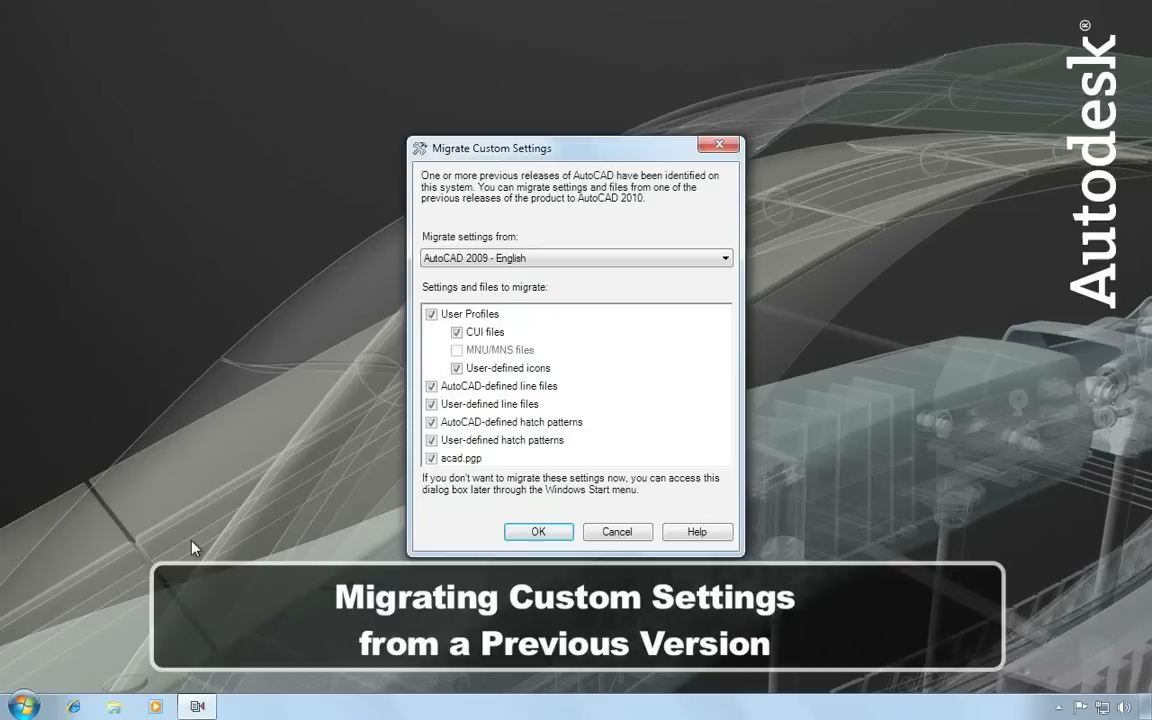 Autodesk®
Migrate Custom Settings
One or more previous releases of AutoCAD have been identified on
this system. You can migrate settings and files from one of the
previous releases of the product to AutoCAD 2010.
Migrate settings from:
AutoCAD 2009 - English
Settings and files to migrate:
User Profiles
CUI files
MNU/MNS files
User-defined icons
AutoCAD-defined line files
User-defined line files
AutoCAD-defined hatch patterns
User-defined hatch patterns
acad.pgp
If you don't want to migrate these settings now, you can access this
dialog box later through the Windows Start menu.
OK Cancel Help
Migrating Custom Settings
from a Previous Version